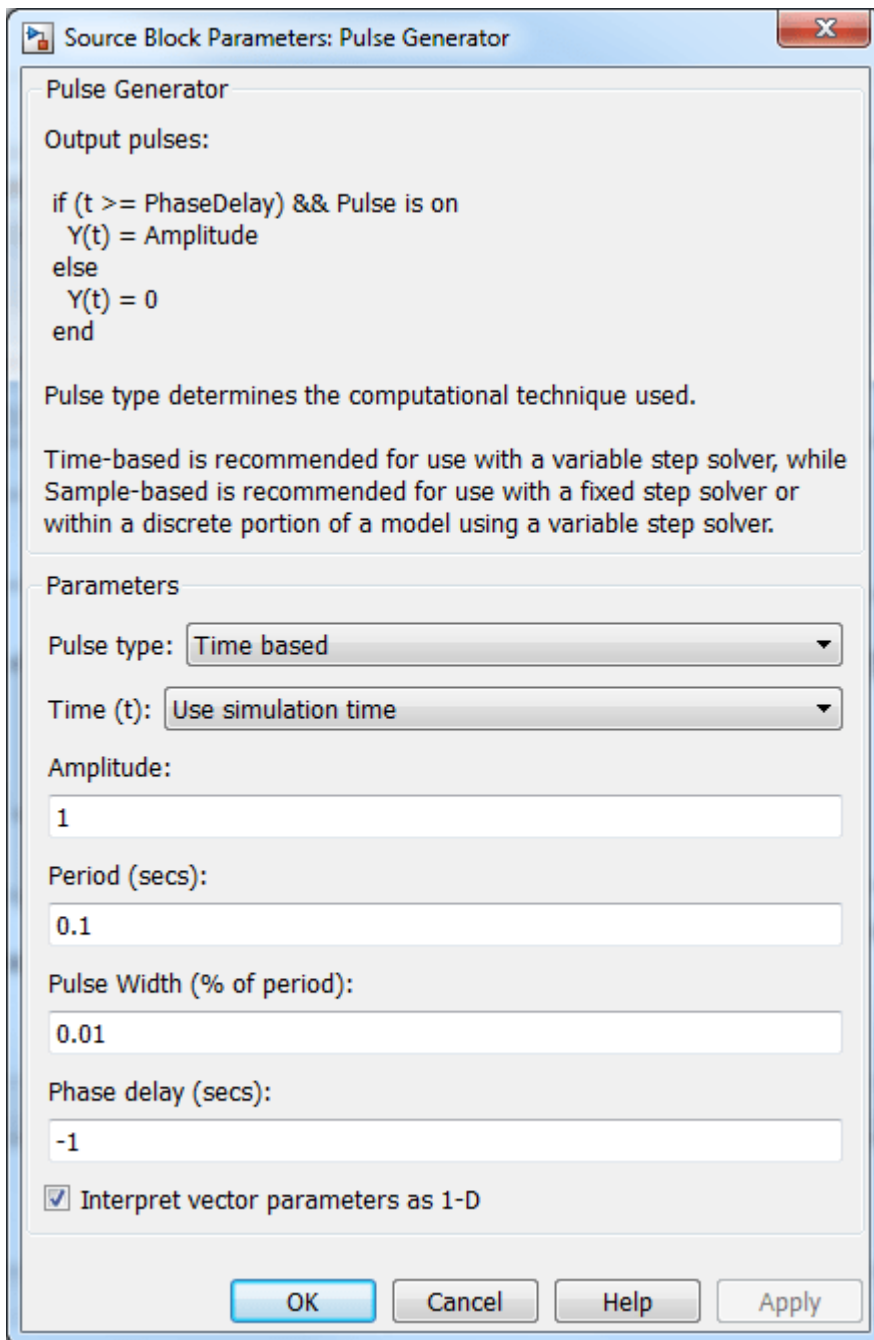 Source Block Parameters: Pulse Generator
Pulse Generator
Output pulses:
if (t >= PhaseDelay) && Pulse is on
Y(t) = Amplitude
else
Y(t) = 0
end
Pulse type determines the computational technique used.
Time-based is recommended for use with a variable step solver, while
Sample-based is recommended for use with a fixed step solver or
within a discrete portion of a model using a variable step solver.
Parameters
Pulse type: Time based
Time (t): Use simulation time
Amplitude:
1
Period (secs):
0.1
Pulse Width (% of period):
0.01
Phase delay (secs):
-1
Interpret vector parameters as 1-D
OK Cancel Help Apply